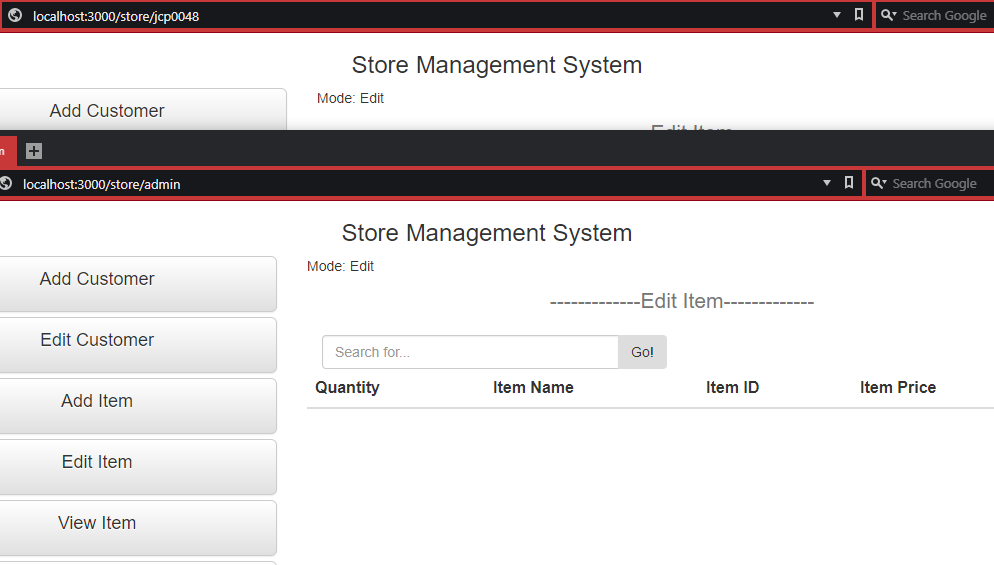 localhost:3000/store/jcp0048 Search Google
Store Management System
Add Customer
Mode: Edit
Edit Item
n
localhost:3000/store/admin Search Google
Store Management System
Add Customer
Mode: Edit
-------------Edit Item-------------
Edit Customer
Search for... Go!
Quantity Item Name Item ID Item Price
Add Item
Edit Item
View Item